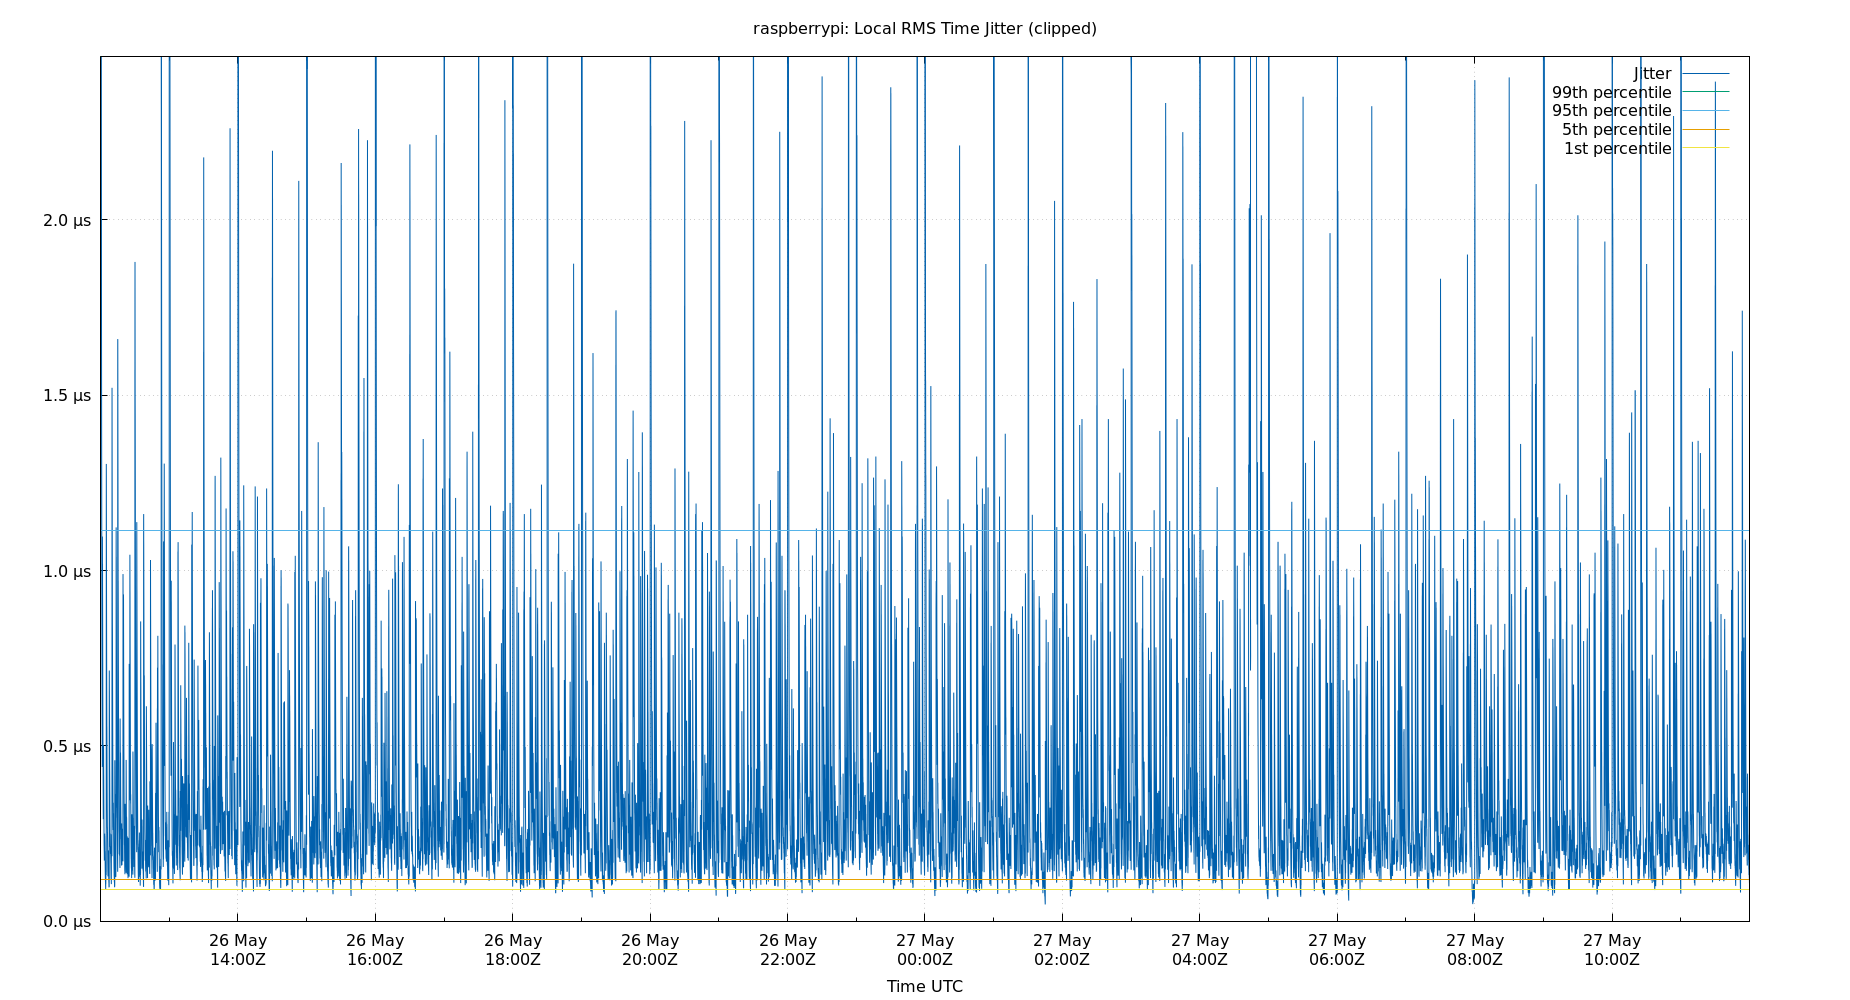 raspberrypi: Local RMS Time Jitter (clipped)
Jitter
99th percentile
95th percentile
5th percentile
1st percentile
2.0 µs
1.5 µs
1.0 µs
0.5 µs
0.0 µs
26 May 26 May 26 May 26 May 26 May 27 May 27 May 27 May 27 May 27 May 27 May
14:00Z 16:00Z 18:00Z 20:00Z 22:00Z 00:00Z 02:00Z 04:00Z 06:00Z 08:00Z 10:00Z
Time UTC